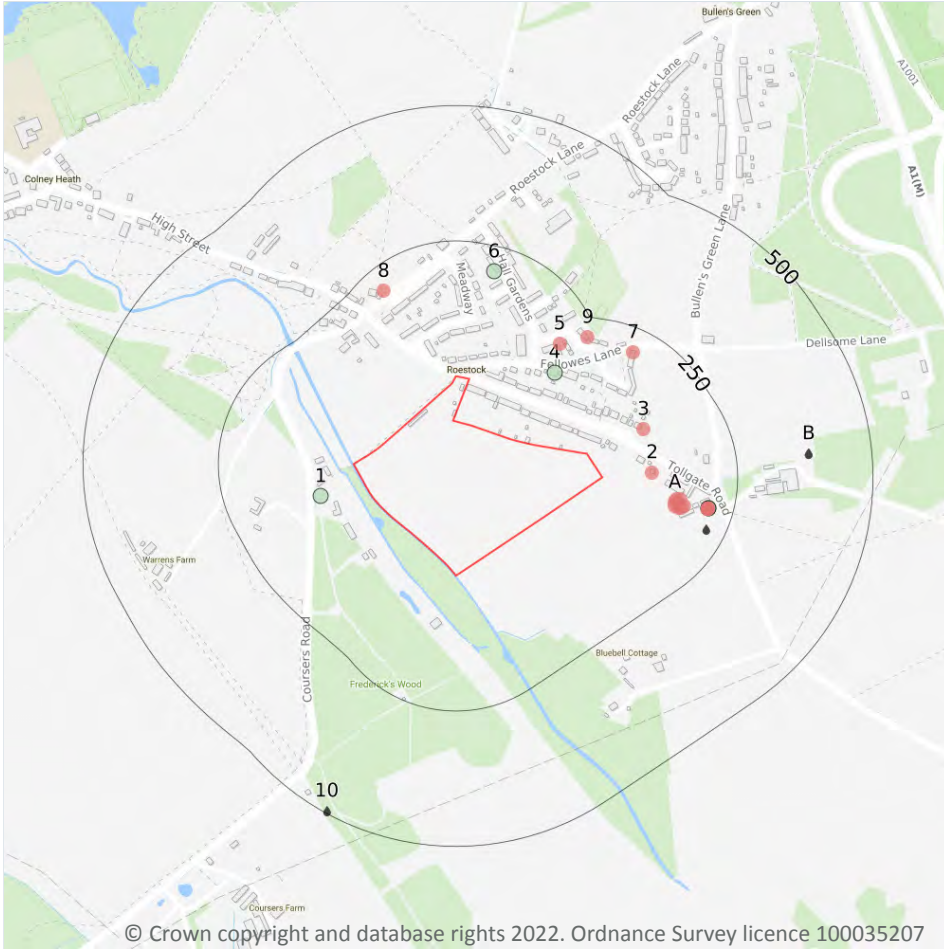 Bullen's Green
A1001
Roestock Lane
A1(M)
Roestock Lane
Colney Heath
High Street
500
6
Hall Gardens
Meadway
8
Bullen's Green Lane
5
9
7
4
Fellowes Lane
Dellsome Lane
Roestock
250
3
B
2
Tollgate Road
A
1
Warrens Farm
Coursers Road
Bluebell Cottage
Frederick's Wood
10
Coursers Farm
© Crown copyright and database rights 2022. Ordnance Survey licence 100035207